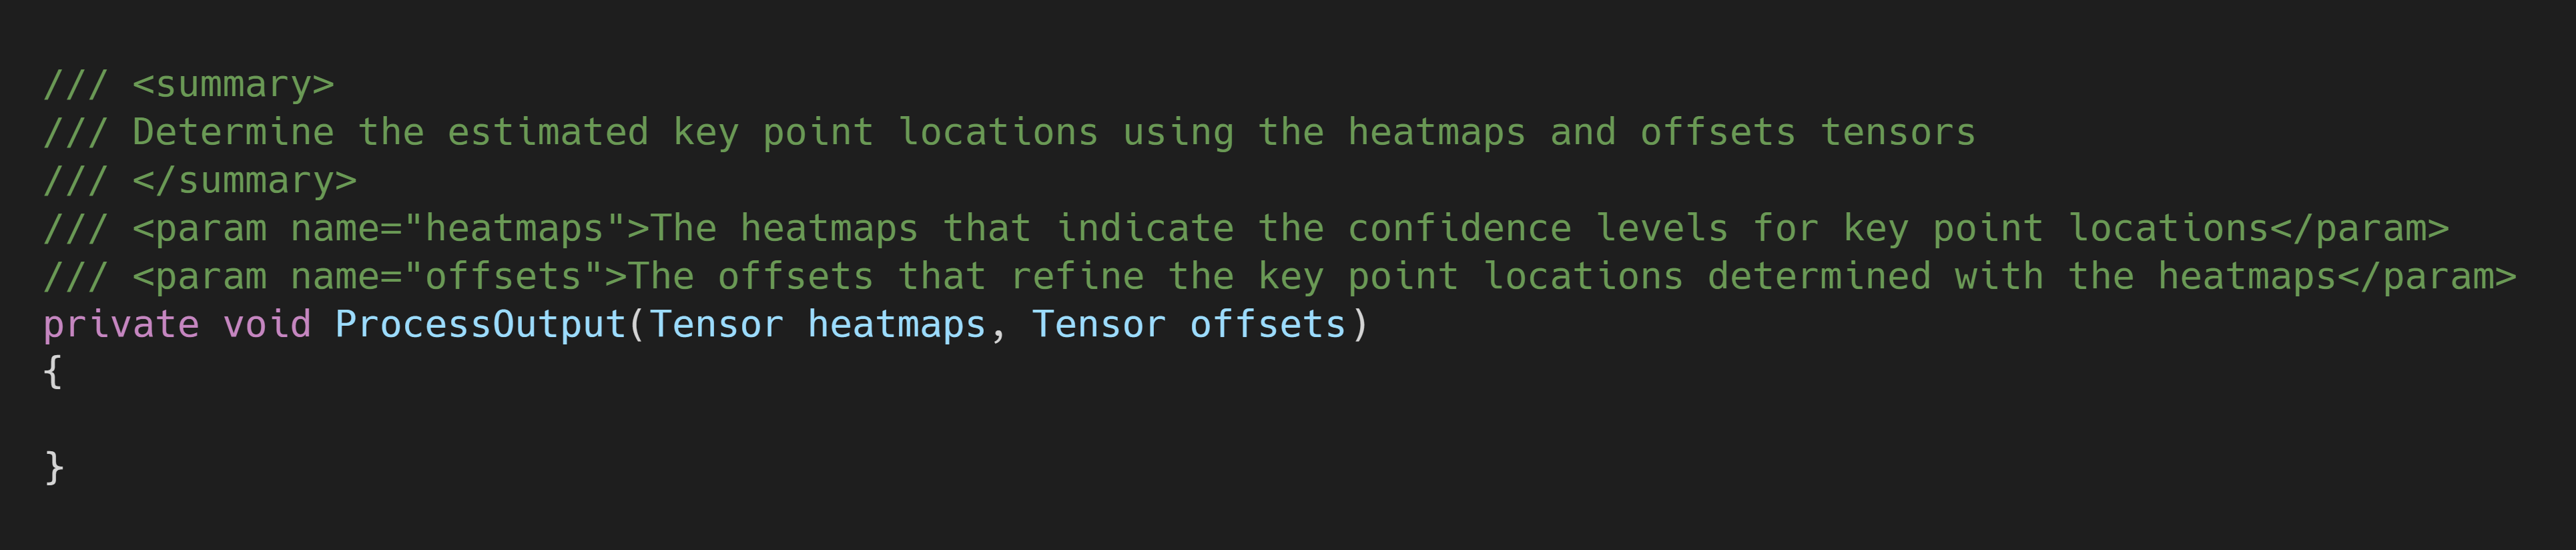 /// <summary>
/// Determine the estimated key point locations using the heatmaps and offsets tensors
/// </summary>
/// <param name="heatmaps">The heatmaps that indicate the confidence levels for key point locations</param>
/// <param name="offsets">The offsets that refine the key point locations determined with the heatmaps</param>
private void ProcessOutput(Tensor heatmaps, Tensor offsets)
{
}